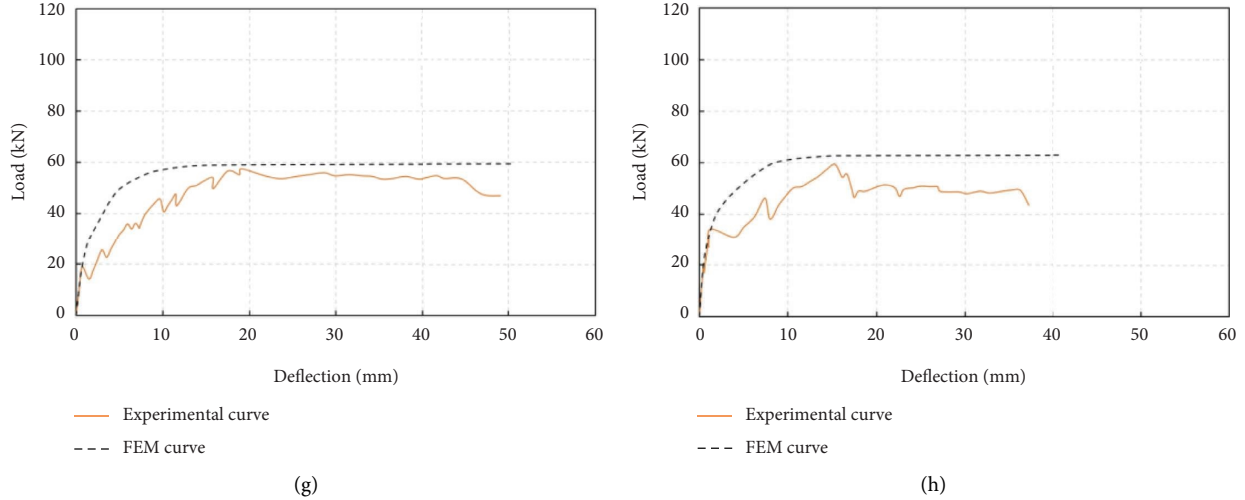 120
100
80
60
40
20
0
Load (kN)
0 10 20 30 40 50 60
Deflection (mm)
Experimental curve
FEM curve
(g)
120
100
80
60
40
20
0
Load (kN)
0 10 20 30 40 50 60
Deflection (mm)
Experimental curve
FEM curve
(h)